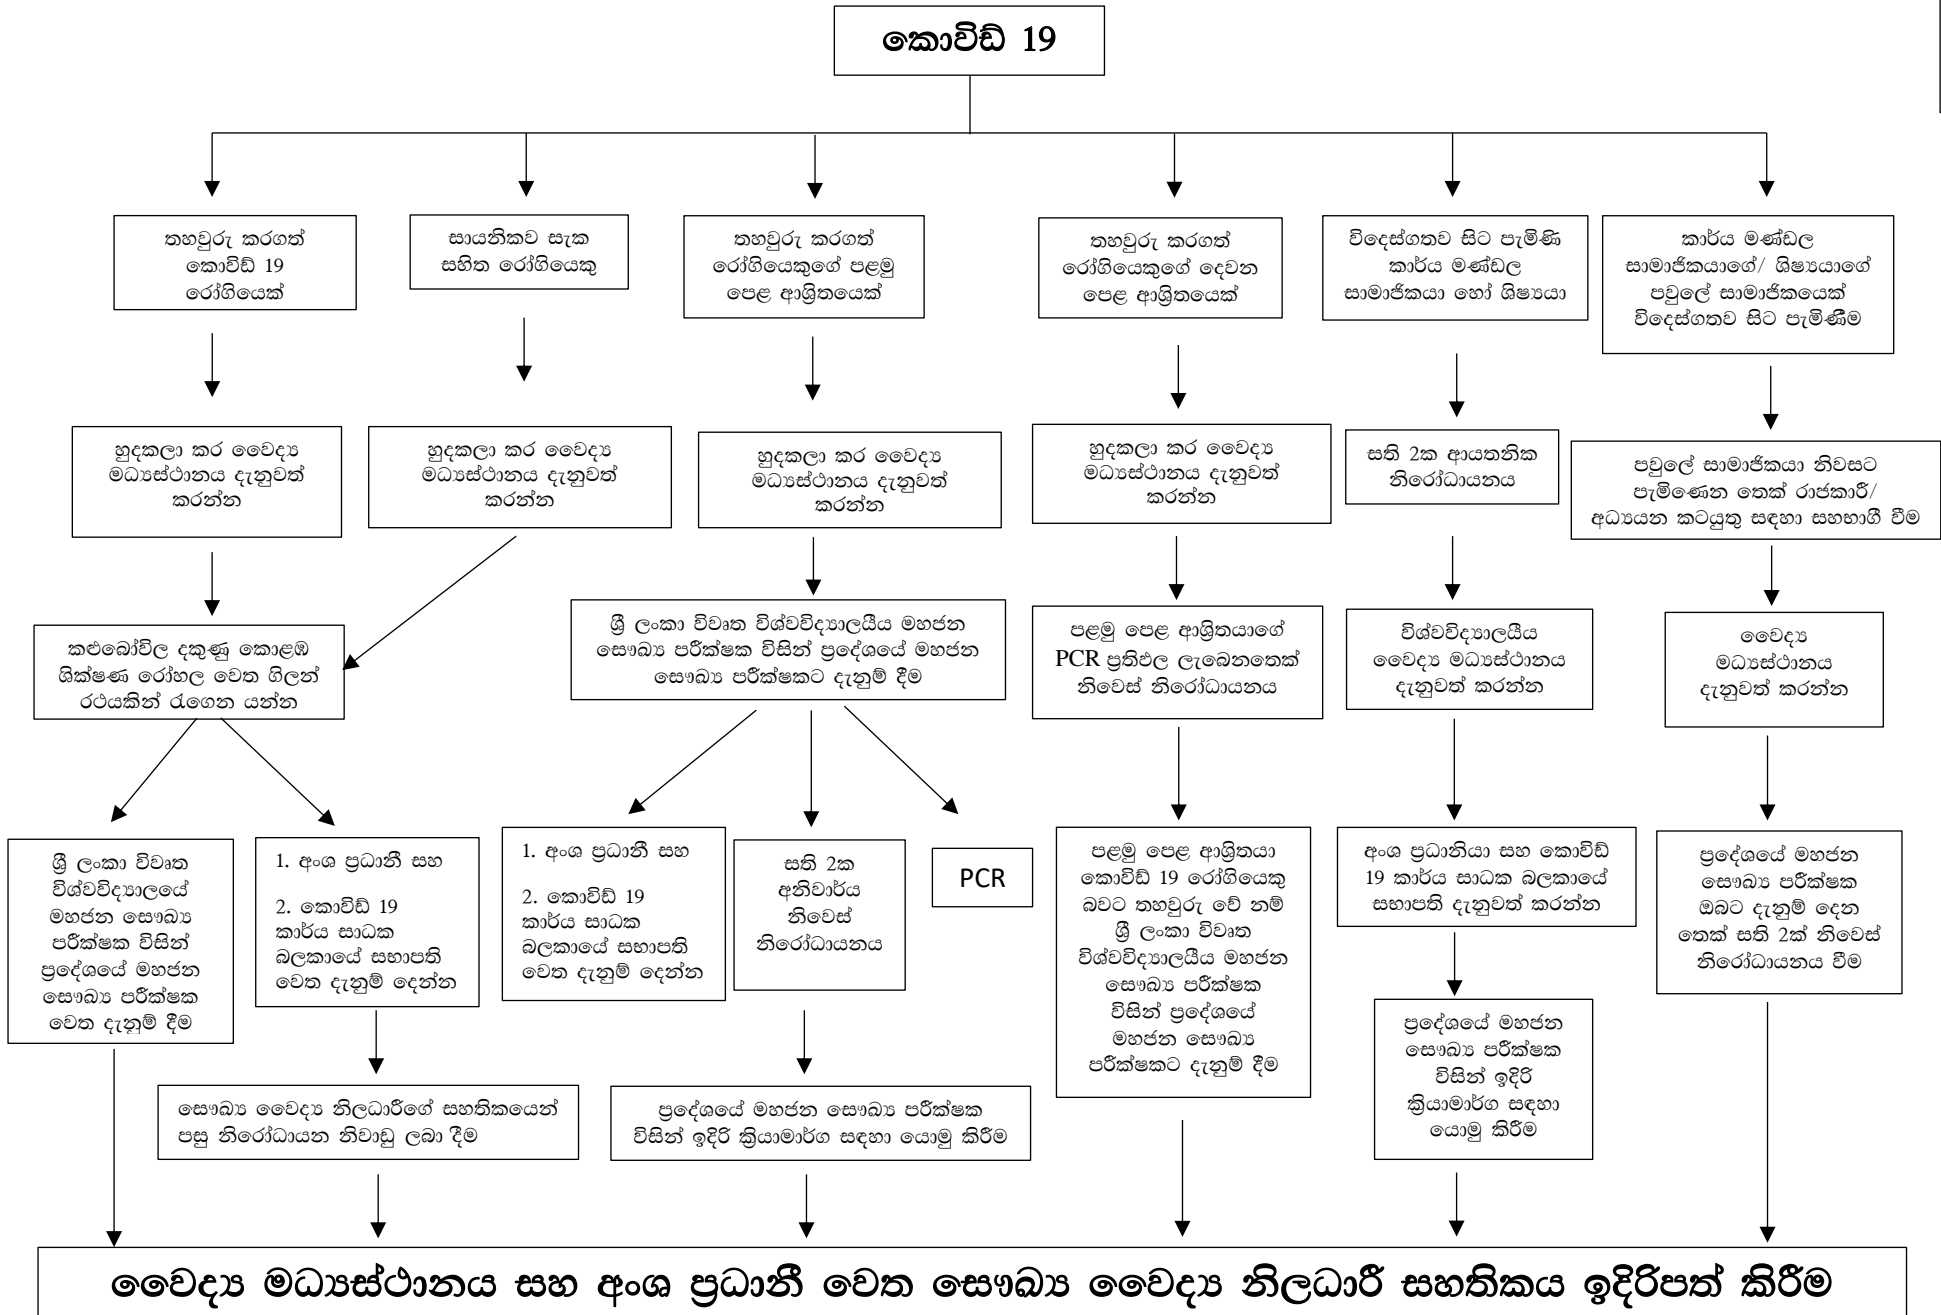 කොවිඩ් 19
තහවුරු කරගත්
කොවිඩ් 19
රෝගියෙක්
සායනිකව සැක
සහිත රෝගියෙකු
තහවුරු කරගත්
රෝගියෙකුගේ පළමු
පෙළ ආශ්‍රිතයෙක්
තහවුරු කරගත්
රෝගියෙකුගේ දෙවන
පෙළ ආශ්‍රිතයෙක්
විදෙස්ගතව සිට පැමිණි
කාර්ය මණ්ඩල
සාමාජිකයා හෝ ශිෂ්‍යයා
කාර්ය මණ්ඩල
සාමාජිකයාගේ/ ශිෂ්‍යයාගේ
පවුලේ සාමාජිකයෙක්
විදෙස්ගතව සිට පැමිණීම
හුදකලා කර වෛද්‍ය
මධ්‍යස්ථානය දැනුවත්
කරන්න
හුදකලා කර වෛද්‍ය
මධ්‍යස්ථානය දැනුවත්
කරන්න
හුදකලා කර වෛද්‍ය
මධ්‍යස්ථානය දැනුවත්
කරන්න
හුදකලා කර වෛද්‍ය
මධ්‍යස්ථානය දැනුවත්
කරන්න
සති 2ක ආයතනික
නිරෝධායනය
පවුලේ සාමාජිකයා නිවසට
පැමිණෙන තෙක් රාජකාරී/
අධ්‍යයන කටයුතු සඳහා සහභාගී වීම
කළුබෝවිල දකුණු කොළඹ
ශික්ෂණ රෝහල වෙත ගිලන්
රථයකින් රැගෙන යන්න
ශ්‍රී ලංකා විවෘත විශ්වවිද්‍යාලයීය මහජන
සෞඛ්‍ය පරීක්ෂක විසින් ප්‍රදේශයේ මහජන
සෞඛ්‍ය පරීක්ෂකට දැනුම් දීම
පළමු පෙළ ආශ්‍රිතයාගේ
PCR ප්‍රතිඵල ලැබෙනතෙක්
නිවෙස් නිරෝධායනය
විශ්වවිද්‍යාලයීය
වෛද්‍ය මධ්‍යස්ථානය
දැනුවත් කරන්න
වෛද්‍ය
මධ්‍යස්ථානය
දැනුවත් කරන්න
ශ්‍රී ලංකා විවෘත
විශ්වවිද්‍යාලයේ
මහජන සෞඛ්‍ය
පරීක්ෂක විසින්
ප්‍රදේශයේ මහජන
සෞඛ්‍ය පරීක්ෂක
වෙත දැනුම් දීම
1. අංශ ප්‍රධානී සහ
2. කොවිඩ් 19
කාර්ය සාධක
බලකායේ සභාපති
වෙත දැනුම් දෙන්න
1. අංශ ප්‍රධානී සහ
2. කොවිඩ් 19
කාර්ය සාධක
බලකායේ සභාපති
වෙත දැනුම් දෙන්න
සති 2ක
අනිවාර්ය
නිවෙස්
නිරෝධායනය
PCR
පළමු පෙළ ආශ්‍රිතයා
කොවිඩ් 19 රෝගියෙකු
බවට තහවුරු වේ නම්
ශ්‍රී ලංකා විවෘත
විශ්වවිද්‍යාලයීය මහජන
සෞඛ්‍ය පරීක්ෂක
විසින් ප්‍රදේශයේ
මහජන සෞඛ්‍ය
පරීක්ෂකට දැනුම් දීම
අංශ ප්‍රධානියා සහ කොවිඩ්
19 කාර්ය සාධක බලකායේ
සභාපති දැනුවත් කරන්න
ප්‍රදේශයේ මහජන
සෞඛ්‍ය පරීක්ෂක
ඔබට දැනුම් දෙන
තෙක් සති 2ක් නිවෙස්
නිරෝධායනය වීම
ප්‍රදේශයේ මහජන
සෞඛ්‍ය පරීක්ෂක
විසින් ඉදිරි
ක්‍රියාමාර්ග සඳහා
යොමු කිරීම
සෞඛ්‍ය වෛද්‍ය නිලධාරීගේ සහතිකයෙන්
පසු නිරෝධායන නිවාඩු ලබා දීම
ප්‍රදේශයේ මහජන සෞඛ්‍ය පරීක්ෂක
විසින් ඉදිරි ක්‍රියාමාර්ග සඳහා යොමු කිරීම
වෛද්‍ය මධ්‍යස්ථානය සහ අංශ ප්‍රධානී වෙත සෞඛ්‍ය වෛද්‍ය නිලධාරී සහතිකය ඉදිරිපත් කිරීම